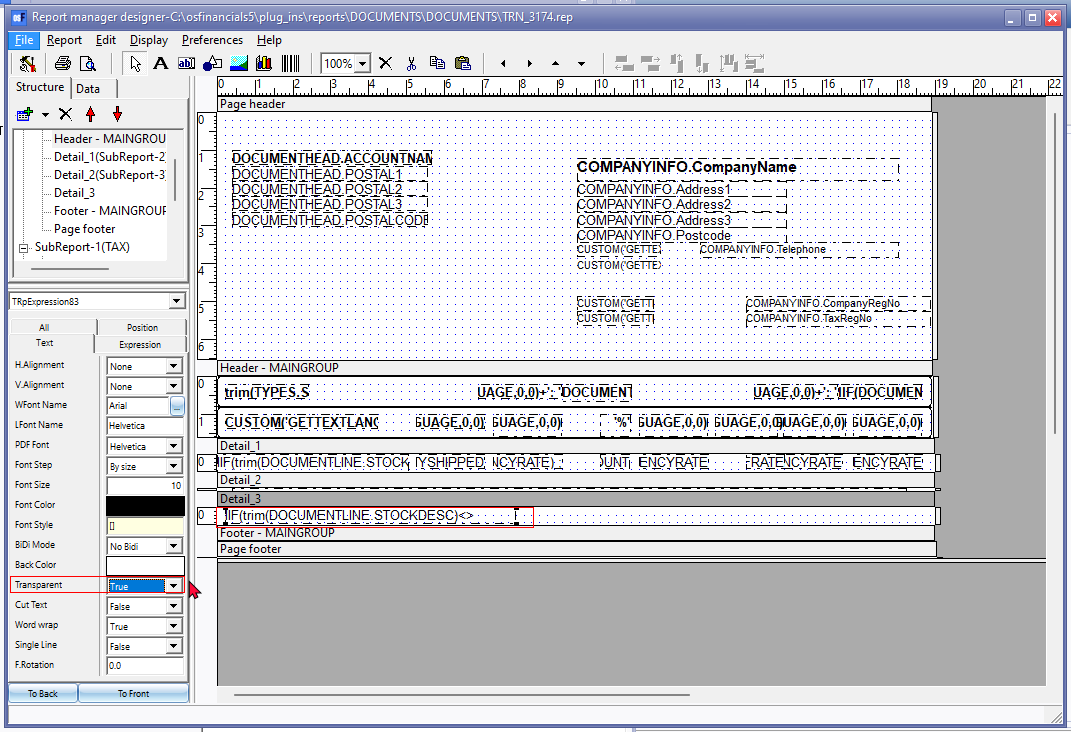 Report manager designer-C:\osfinancials5\plug_ins\reports\DOCUMENTS\DOCUMENTS\TRN_3174.rep
File Report Edit Display Preferences Help
100%
Structure Data
Header - MAINGROU
Detail_1(SubReport-2)
Detail_2(SubReport-3)
Detail_3
Footer - MAINGROUP
Page footer
SubReport-1(TAX)
TRpExpression83
All Position
Text Expression
H.Alignment None
V.Alignment None
WFont Name Arial ...
LFont Name Helvetica
PDF Font Helvetica
Font Step By size
Font Size 10
Font Color
Font Style []
BiDi Mode No Bidi
Back Color
Transparent True
Cut Text False
Word wrap True
Single Line False
F.Rotation 0.0
To Back To Front
0 1 2 3 4 5 6 7 8 9 10 11 12 13 14 15 16 17 18 19 20 21 22
Page header
0
1
2
3
4
5
6
DOCUMENTHEAD.ACCOUNTNAM
DOCUMENTHEAD.POSTAL1
DOCUMENTHEAD.POSTAL2
DOCUMENTHEAD.POSTAL3
DOCUMENTHEAD.POSTALCODE
COMPANYINFO.CompanyName
COMPANYINFO.Address1
COMPANYINFO.Address2
COMPANYINFO.Address3
COMPANYINFO.Postcode
CUSTOM('GETTE COMPANYINFO.Telephone
CUSTOM('GETTE
CUSTOM('GETTI COMPANYINFO.CompanyRegNo
CUSTOM('GETTI COMPANYINFO.TaxRegNo
Header - MAINGROUP
0 trim(TYPES.S UAGE,0,0)+': 'DOCUMENT UAGE,0,0)+': 'IIF(DOCUMEN
1 CUSTOM('GETTEXTLANG GUAGE,0,0) GUAGE,0,0) '%' GUAGE,0,0) GUAGE,0,0) GUAGE,0,0) GUAGE,0,0)
Detail_1
0 IF(trim(DOCUMENTLINE.STOCK TYSHIPPED NCYRATE) OUNT ENCYRATE ERATE NCYRATE ENCYRATE
Detail_2
Detail_3
0 IIF(trim(DOCUMENTLINE.STOCKDESC)<>
Footer - MAINGROUP
Page footer